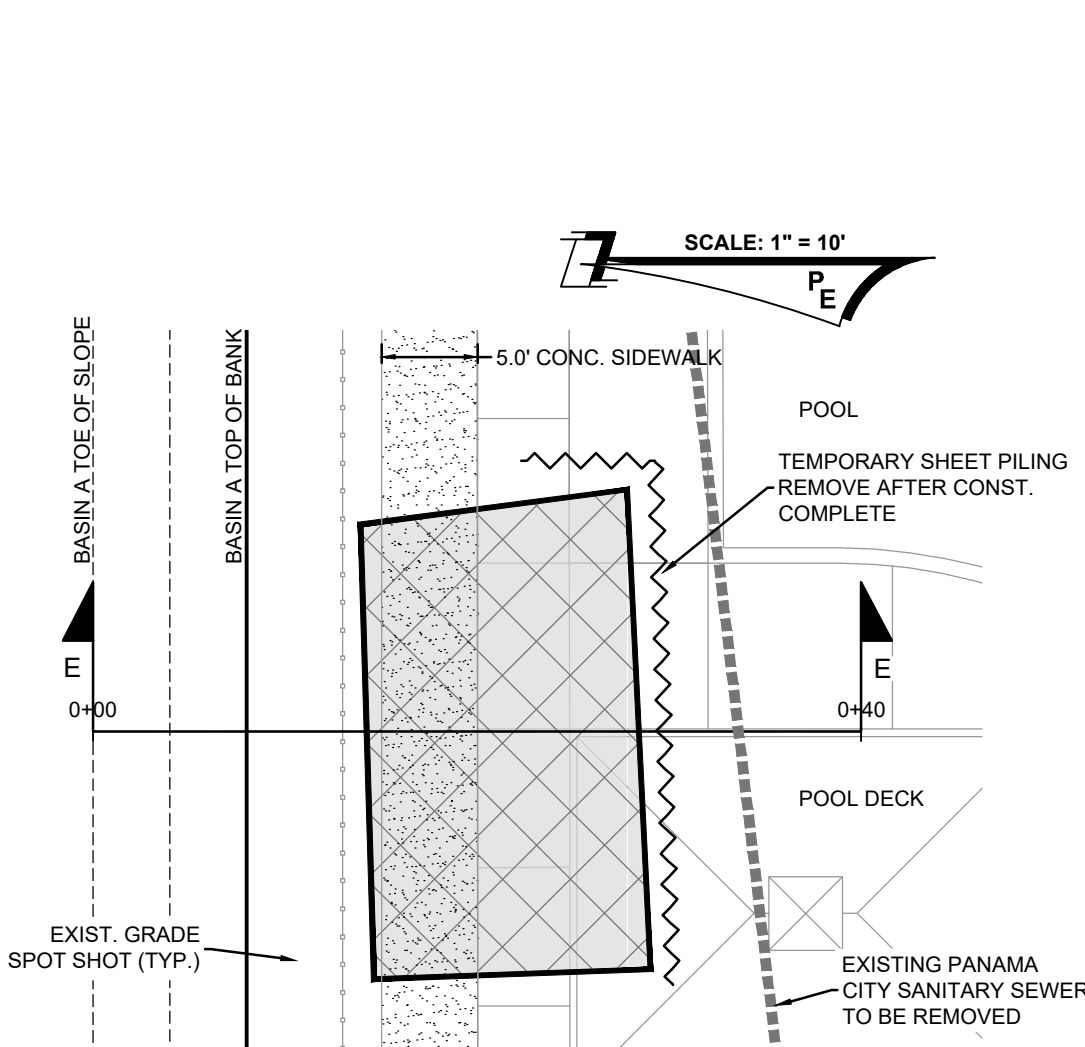 SCALE: 1" = 10'
P
E
BASIN A TOE OF SLOPE
BASIN A TOP OF BANK
5.0' CONC. SIDEWALK
POOL
TEMPORARY SHEET PILING
REMOVE AFTER CONST.
COMPLETE
E
E
0+00
0+40
POOL DECK
EXIST. GRADE
SPOT SHOT (TYP.)
EXISTING PANAMA
CITY SANITARY SEWER
TO BE REMOVED